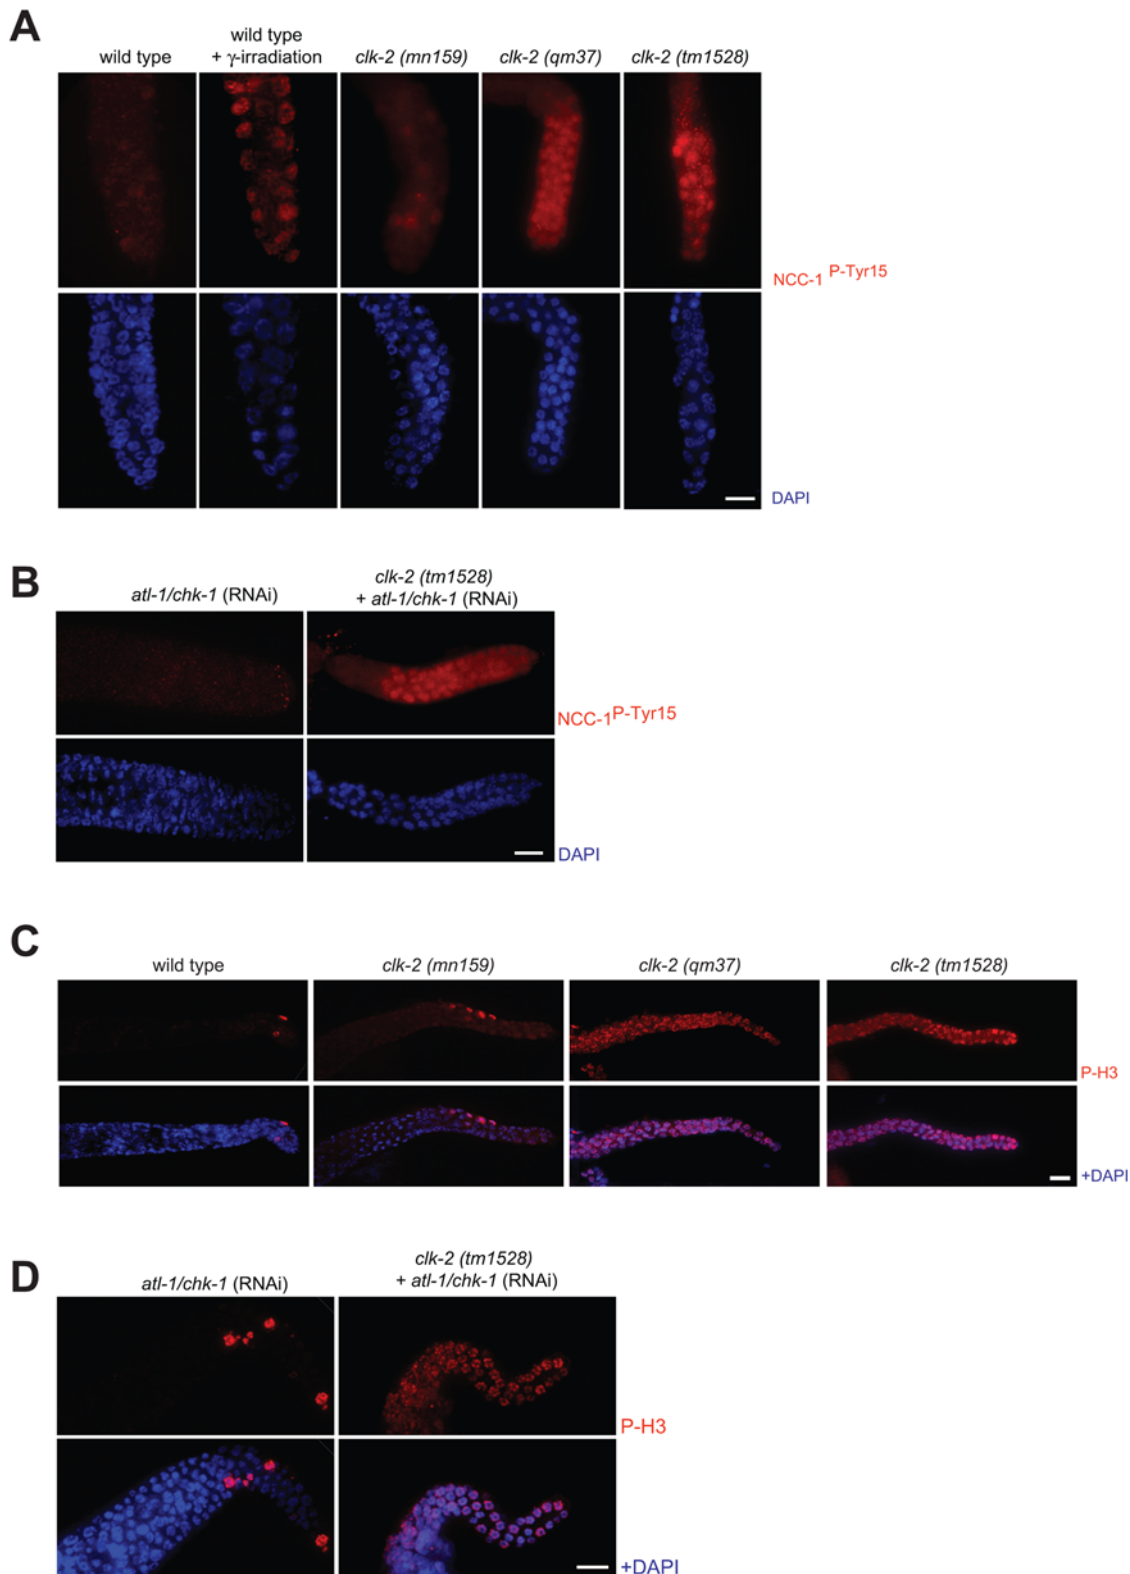 A
wild type
wild type
+ γ-irradiation
clk-2 (mn159)
clk-2 (qm37)
clk-2 (tm1528)
NCC-1 P-Tyr15
DAPI
B
atl-1/chk-1 (RNAi)
clk-2 (tm1528)
+ atl-1/chk-1 (RNAi)
NCC-1P-Tyr15
DAPI
C
wild type
clk-2 (mn159)
clk-2 (qm37)
clk-2 (tm1528)
P-H3
+DAPI
D
atl-1/chk-1 (RNAi)
clk-2 (tm1528)
+ atl-1/chk-1 (RNAi)
P-H3
+DAPI